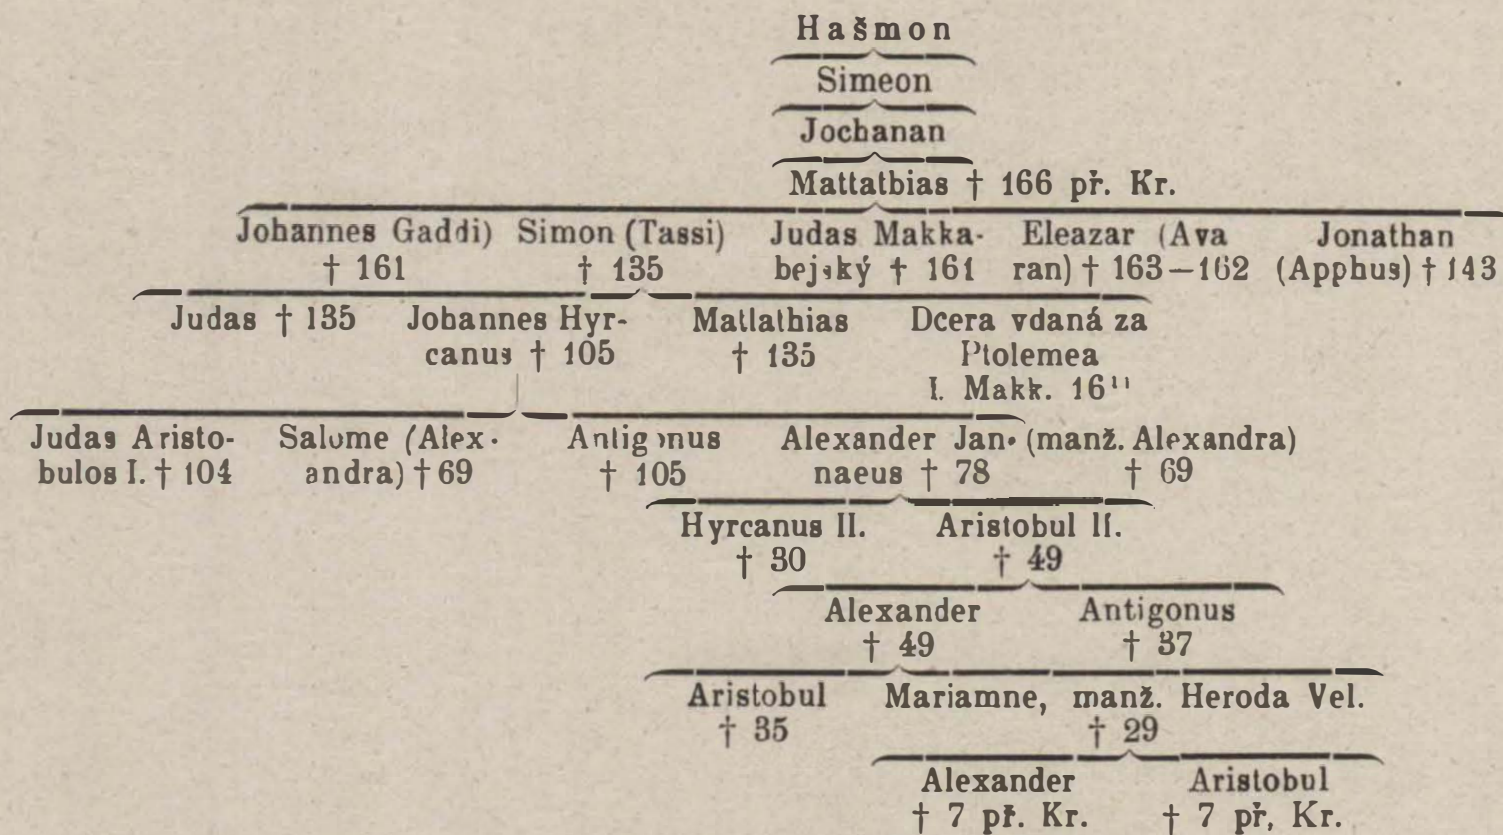 Hašmon
Simeon
Jochanan
Mattathias † 166 př. Kr.
Johannes Gaddi) Simon (Tassi) Judas Makka- Eleazar (Ava Jonathan
† 161 † 135 bejský † 161 ran) † 163—162 (Apphus) † 143
Judas † 135 Johannes Hyr- Mattathias Dcera vdaná za
canus † 105 † 135 Ptolemea
I. Makk. 16¹¹
Judas Aristo- Salome (Alex- Antigonus Alexander Jan- (manž. Alexandra)
bulos I. † 104 andra) † 69 † 105 naeus † 78 † 69
Hyrcanus II. Aristobul II.
† 30 † 49
Alexander Antigonus
† 49 † 37
Aristobul Mariamne, manž. Heroda Vel.
† 35 † 29
Alexander Aristobul
† 7 př. Kr. † 7 př, Kr.